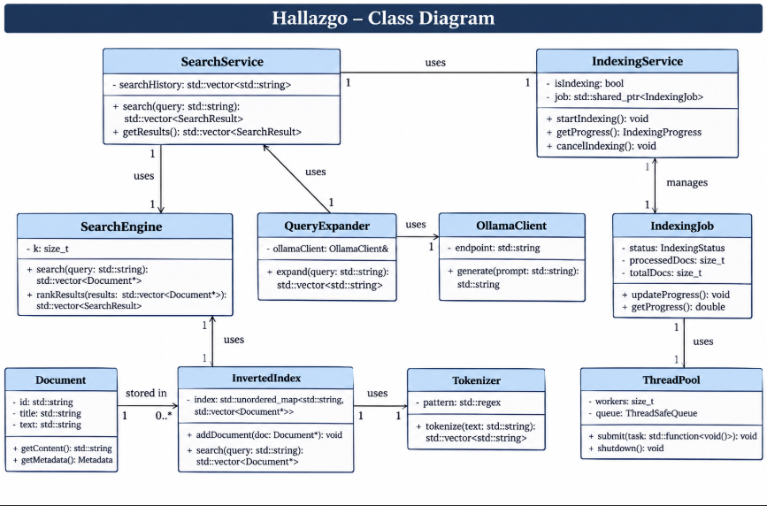 Hallazgo – Class Diagram
SearchService
- searchHistory: std::vector<std::string>
+ search(query: std::string):
std::vector<SearchResult>
+ getResults(): std::vector<SearchResult>
uses
1
1
IndexingService
- isIndexing: bool
- job: std::shared_ptr<IndexingJob>
+ startIndexing(): void
+ getProgress(): IndexingProgress
+ cancelIndexing(): void
1
uses
1
uses
1
1
manages
1
SearchEngine
- k: size_t
+ search(query: std::string):
std::vector<Document*>
+ rankResults(results: std::vector<Document*>):
std::vector<SearchResult>
QueryExpander
- ollamaClient: OllamaClient&
+ expand(query: std::string):
std::vector<std::string>
uses
1
OllamaClient
- endpoint: std::string
+ generate(prompt: std::string):
std::string
IndexingJob
- status: IndexingStatus
- processedDocs: size_t
- totalDocs: size_t
+ updateProgress(): void
+ getProgress(): double
1
uses
1
1
uses
1
Document
- id: std::string
- title: std::string
- text: std::string
+ getContent(): std::string
+ getMetadata(): Metadata
stored in
1
0..*
InvertedIndex
- index: std::unordered_map<std::string,
std::vector<Document*>>
+ addDocument(doc: Document*): void
+ search(query: std::string):
std::vector<Document*>
uses
1
1
Tokenizer
- pattern: std::regex
+ tokenize(text: std::string):
std::vector<std::string>
ThreadPool
- workers: size_t
- queue: ThreadSafeQueue
+ submit(task: std::function<void()>): void
+ shutdown(): void